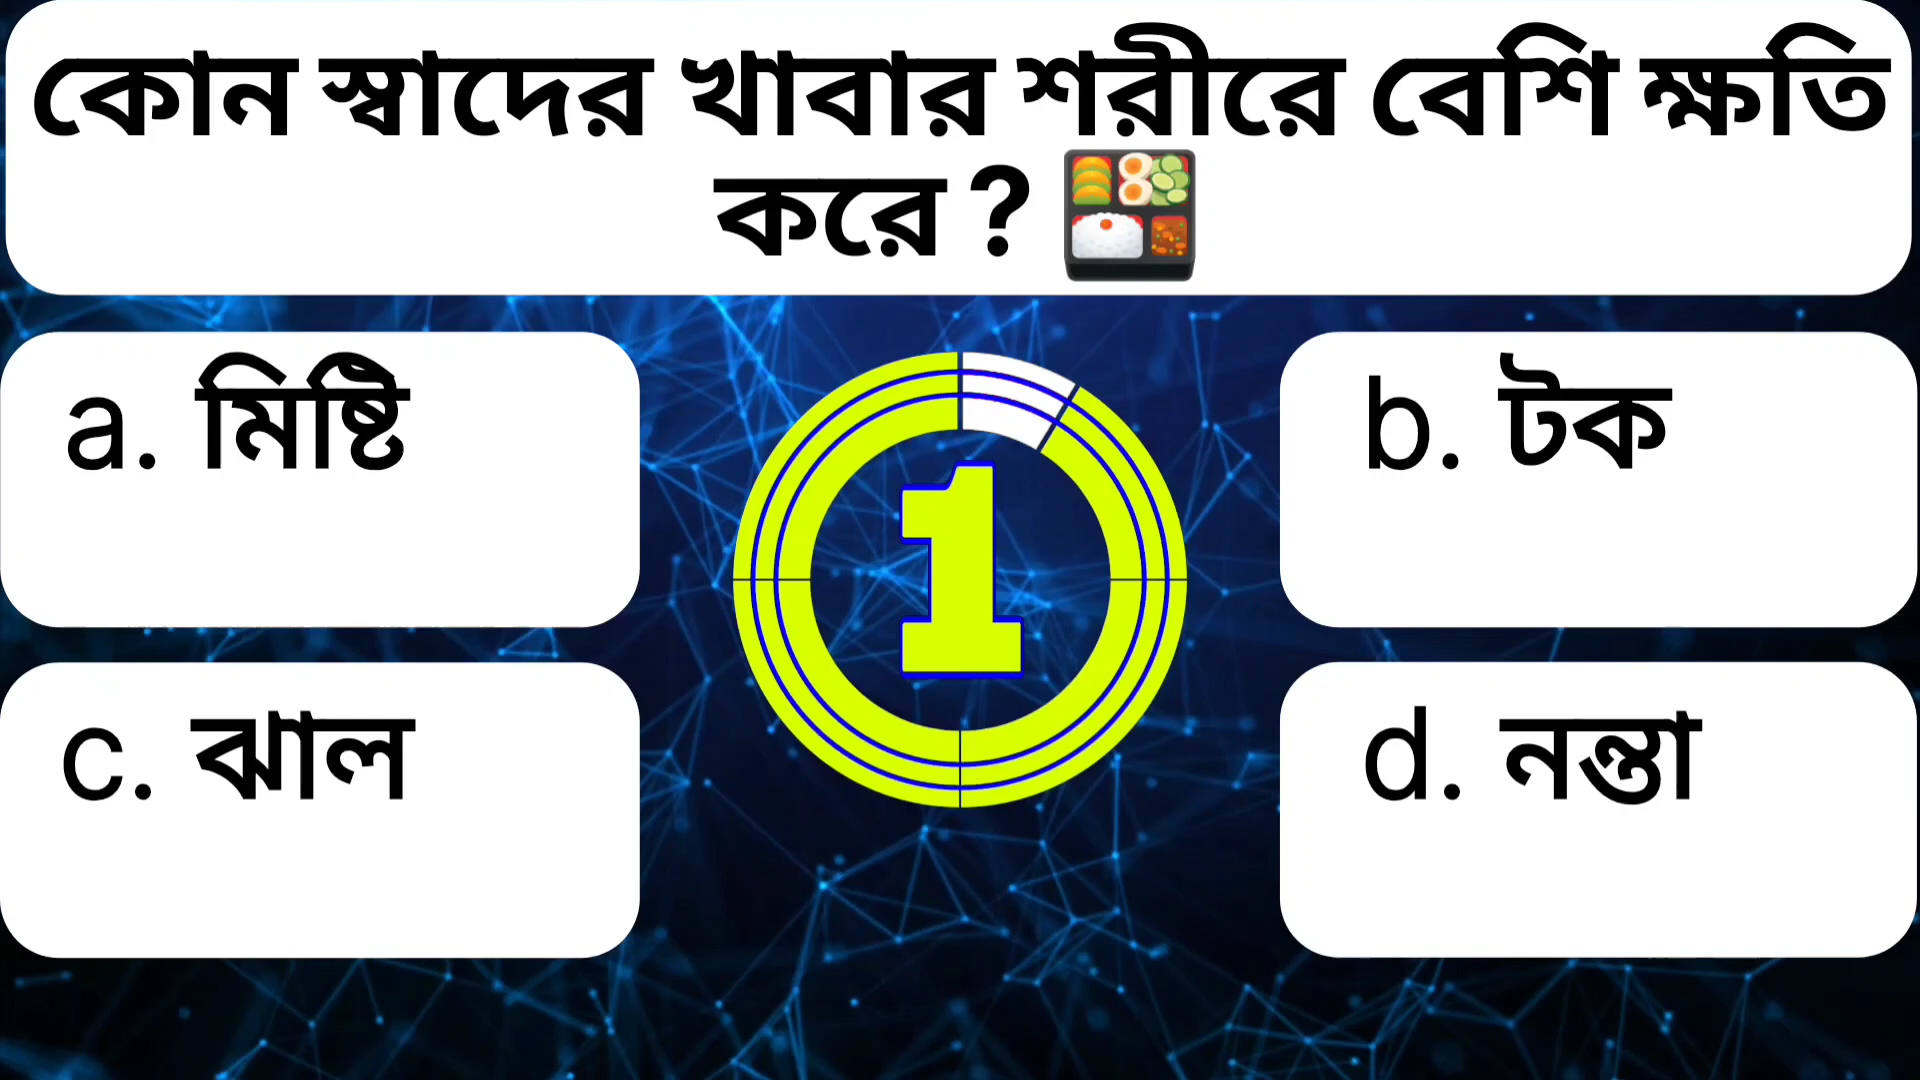 কোন স্বাদের খাবার শরীরে বেশি ক্ষতি
করে ?
a. মিষ্টি
b. টক
1
c. ঝাল
d. নন্তা